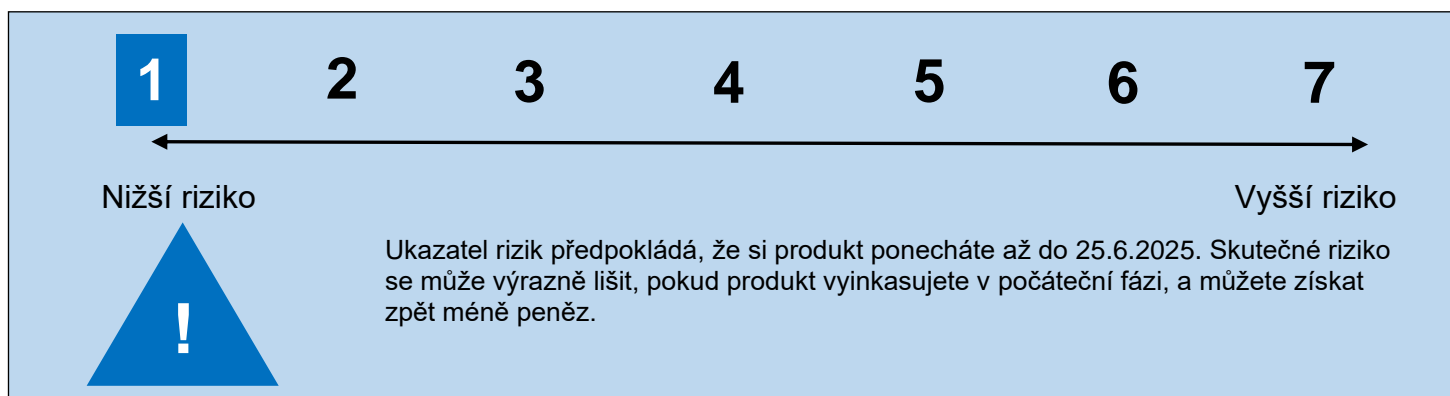 1 2 3 4 5 6 7
Nižší riziko Vyšší riziko
!
Ukazatel rizik předpokládá, že si produkt ponecháte až do 25.6.2025. Skutečné riziko
se může výrazně lišit, pokud produkt vyinkasujete v počáteční fázi, a můžete získat
zpět méně peněz.